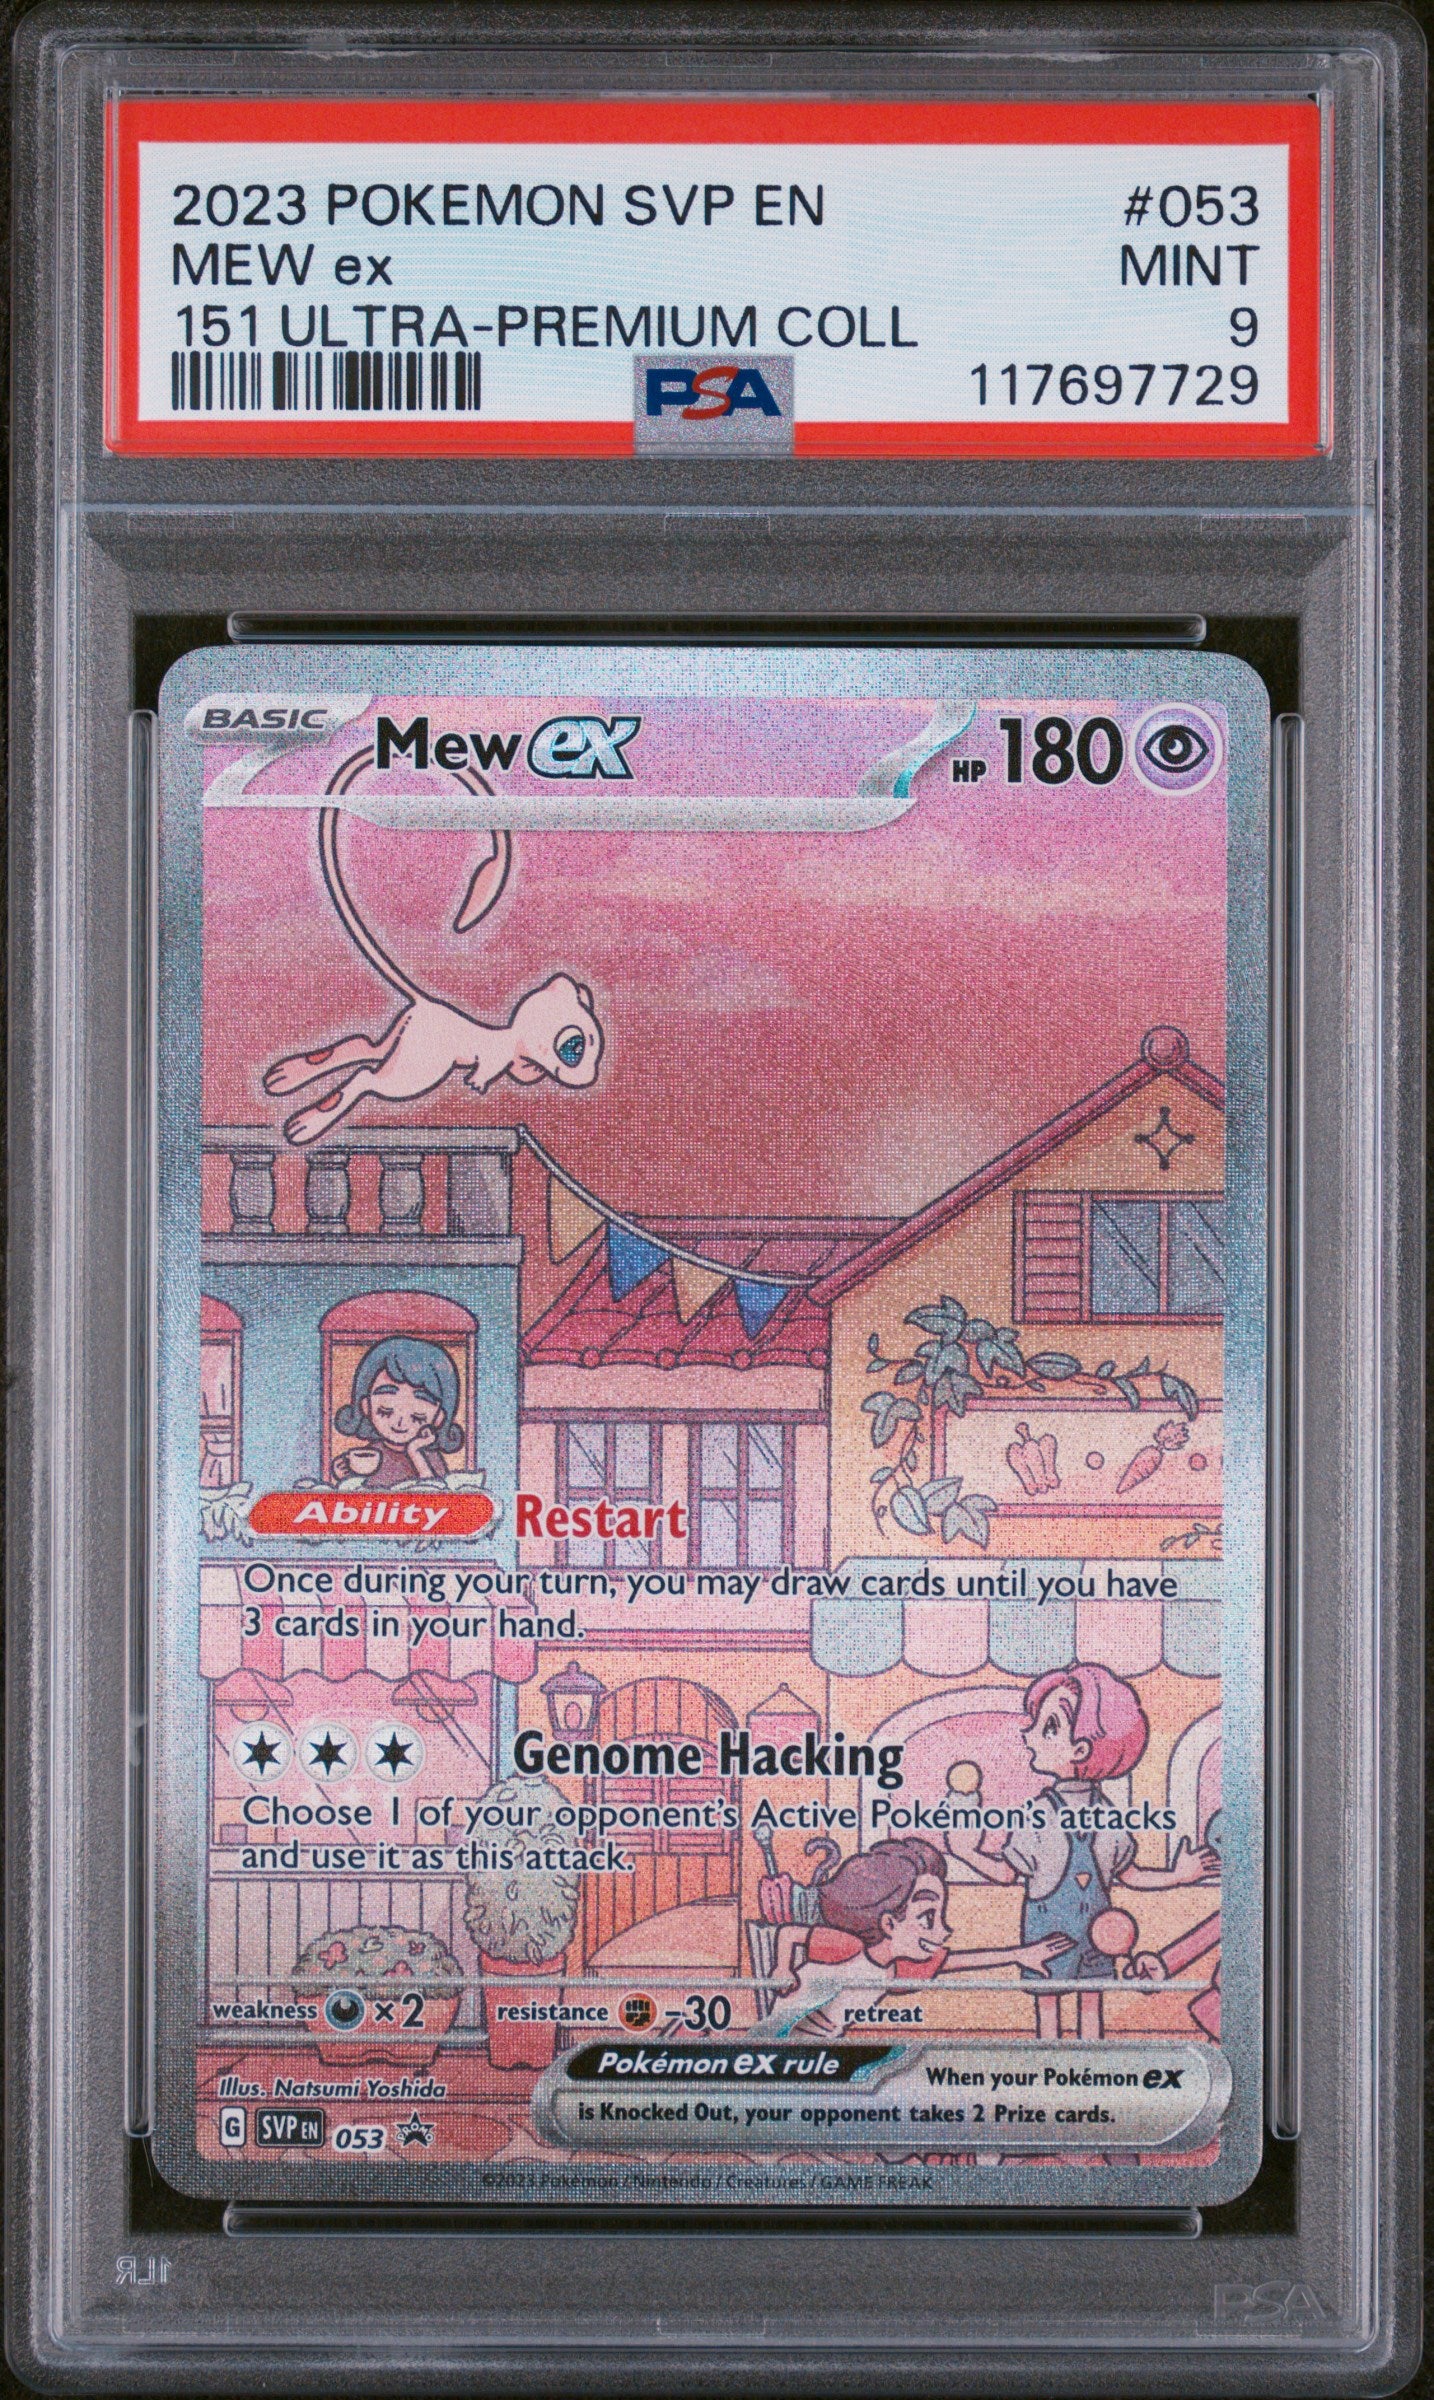 2023 POKEMON SVP EN #053
MEW ex MINT
151 ULTRA-PREMIUM COLL 9
PSA 117697729
BASIC Mew ex HP 180
Ability Restart
Once during your turn, you may draw cards until you have
3 cards in your hand.
Genome Hacking
Choose 1 of your opponent's Active Pokémon's attacks
and use it as this attack.
weakness ×2 resistance -30 retreat
Pokémon ex rule When your Pokémon ex
is Knocked Out, your opponent takes 2 Prize cards.
Illus. Natsumi Yoshida
G SVP EN 053
©2023 Pokémon / Nintendo / Creatures / GAME FREAK
1LR
PSA